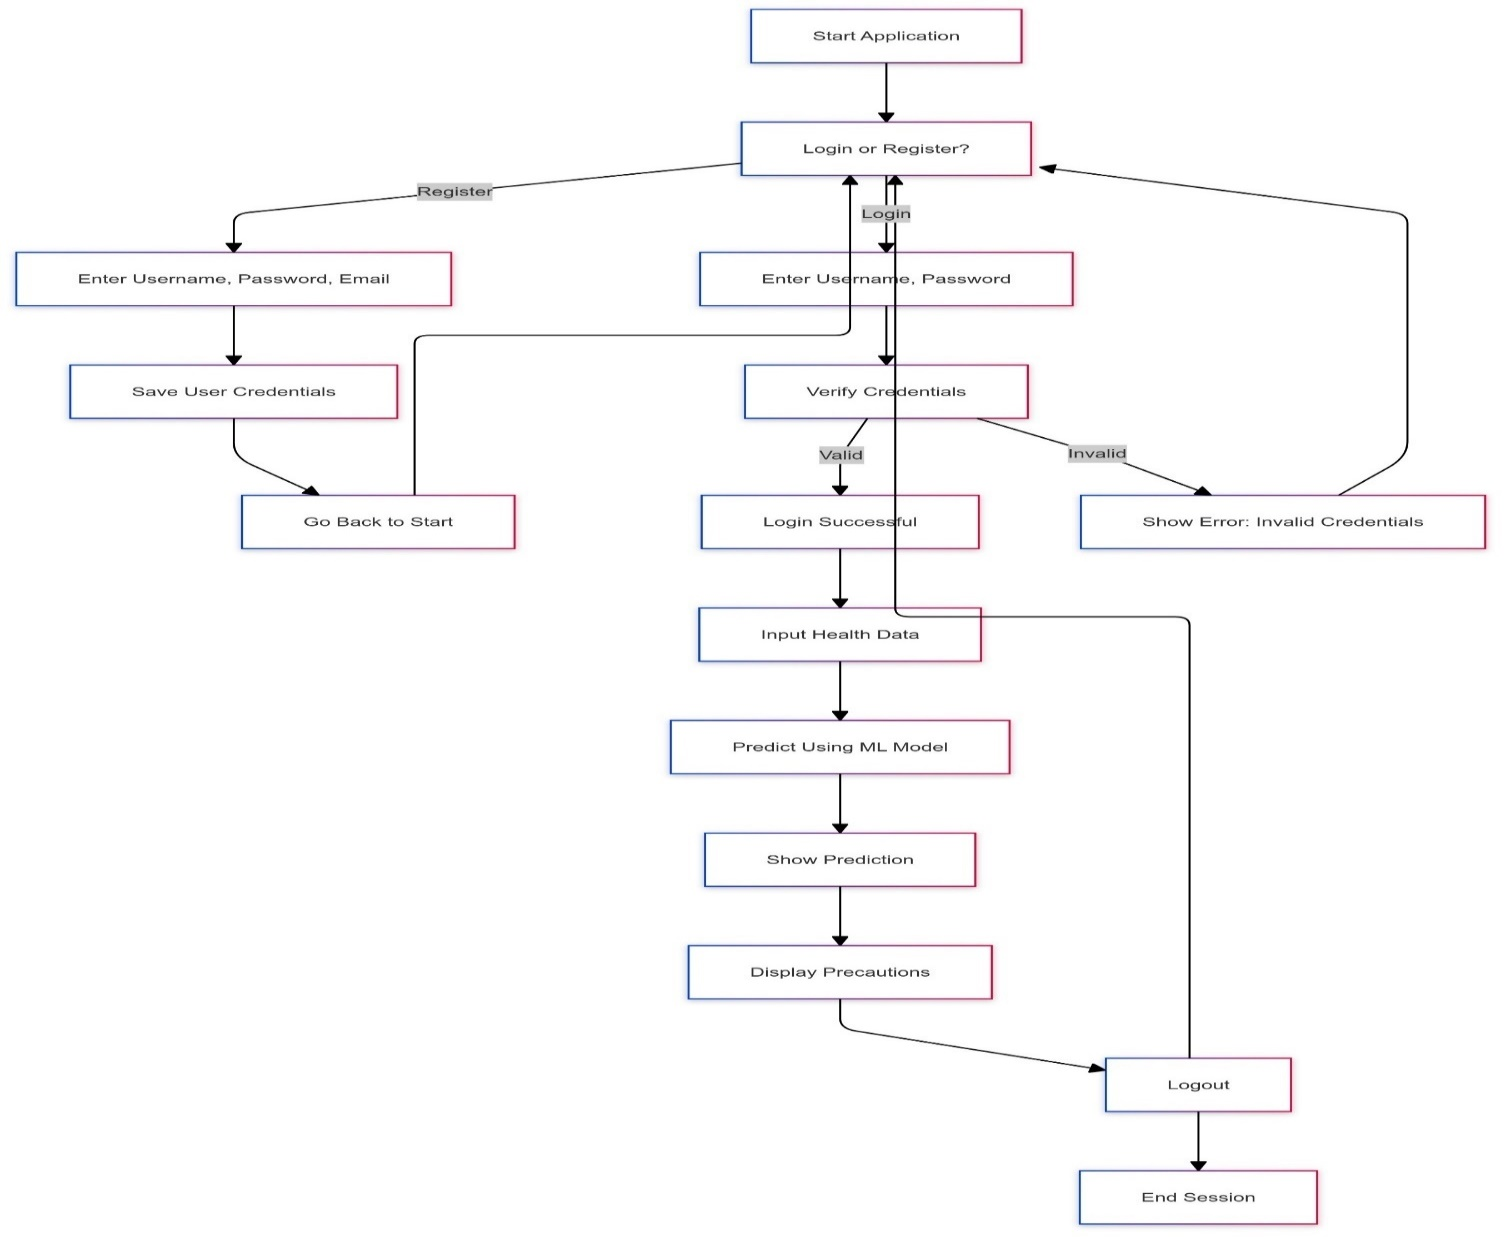 Start Application
Login or Register?
Register
Login
Enter Username, Password, Email
Enter Username, Password
Save User Credentials
Verify Credentials
Valid
Invalid
Go Back to Start
Login Successful
Show Error: Invalid Credentials
Input Health Data
Predict Using ML Model
Show Prediction
Display Precautions
Logout
End Session